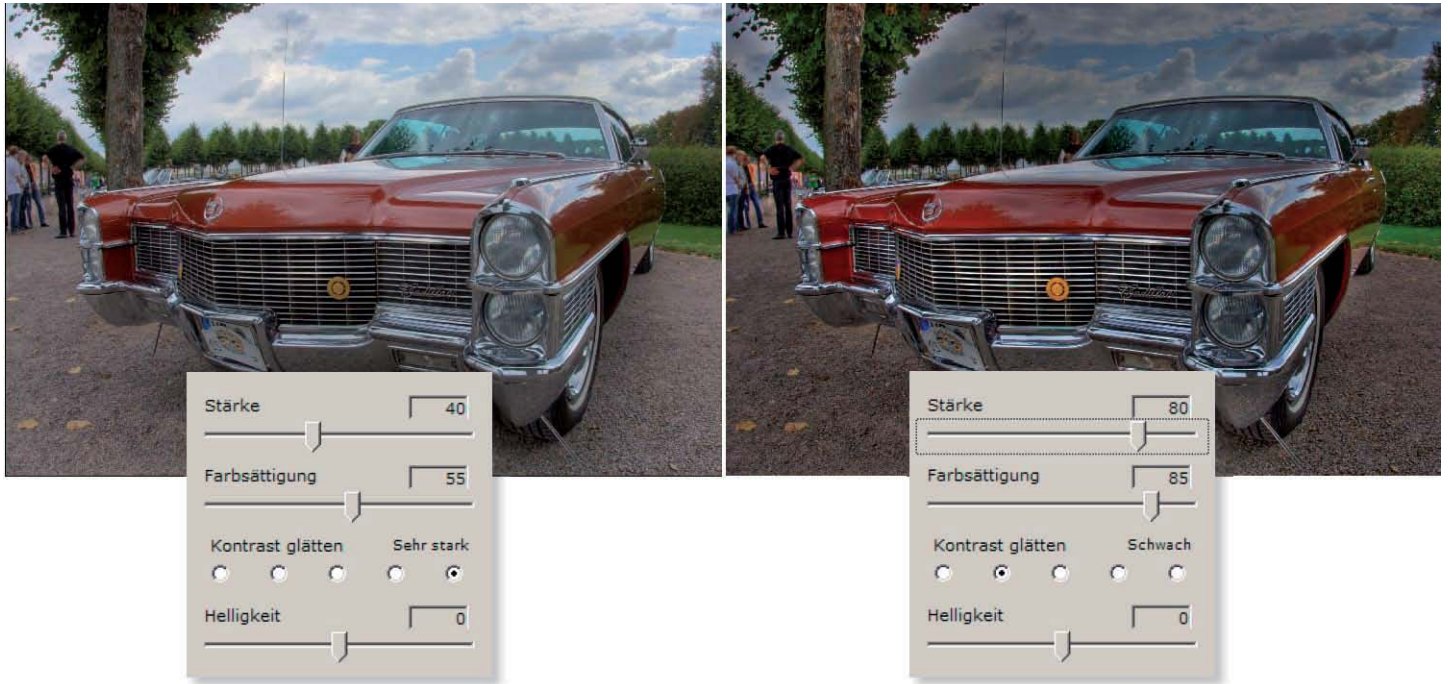 Stärke 40
Farbsättigung 55
Kontrast glätten Sehr stark
Helligkeit 0
Stärke 80
Farbsättigung 85
Kontrast glätten Schwach
Helligkeit 0
Cadillac